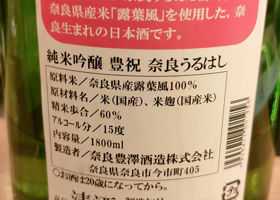 奈良県産米「露葉風」を使用した、奈
良生まれの日本酒です。
純米吟醸 豊祝 奈良うるはし
原料米／奈良県産露葉風100%
原材料名／米(国産)、米麹(国産米)
精米歩合／60%
アルコール分／15度
内容量／1800ml
製造者／奈良豊澤酒造株式会社
奈良県奈良市今市町405
○お酒は20歳になってから。
清酒